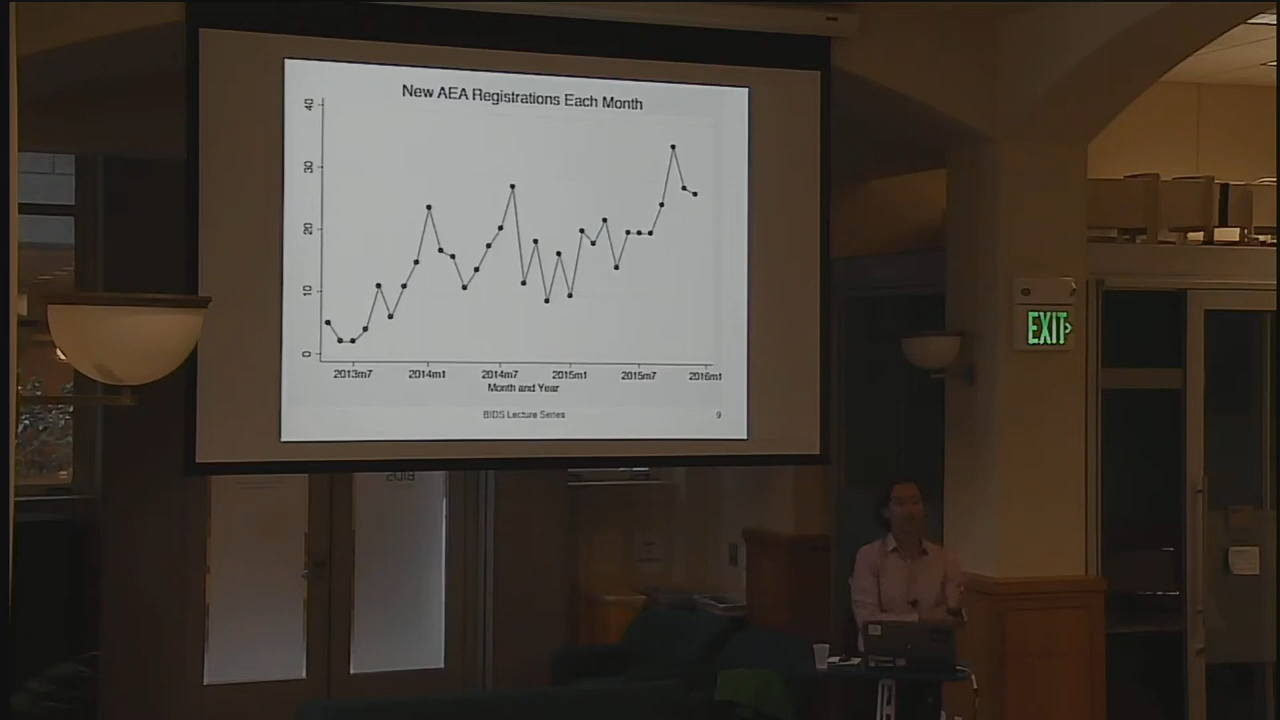 New AEA Registrations Each Month
40
30
20
10
0
2013m7 2014m1 2014m7 2015m1 2015m7 2016m1
Month and Year
BIDS Lecture Series 9
EXIT